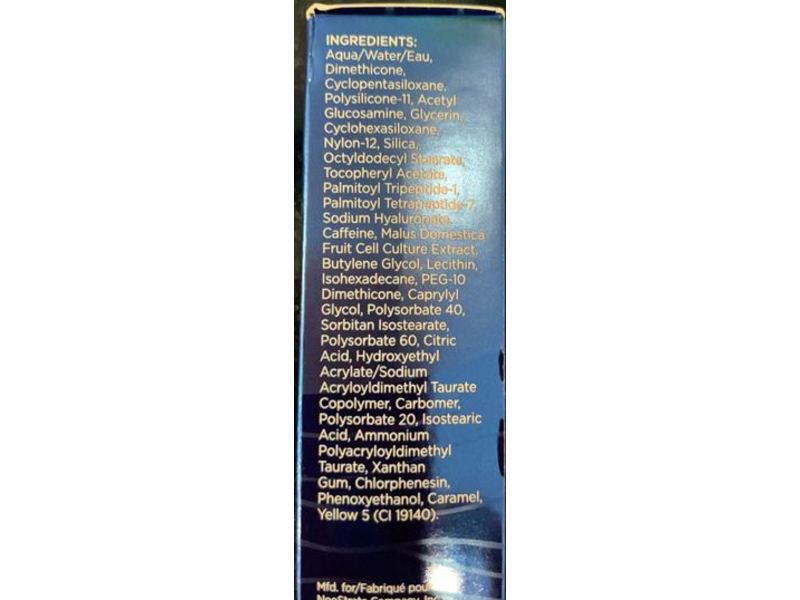 INGREDIENTS:
Aqua/Water/Eau,
Dimethicone,
Cyclopentasiloxane,
Polysilicone-11, Acetyl
Glucosamine, Glycerin,
Cyclohexasiloxane,
Nylon-12, Silica,
Octyldodecyl Stearate,
Tocopheryl Acetate,
Palmitoyl Tripeptide-1,
Palmitoyl Tetrapeptide-7,
Sodium Hyaluronate,
Caffeine, Malus Domestica
Fruit Cell Culture Extract,
Butylene Glycol, Lecithin,
Isohexadecane, PEG-10
Dimethicone, Caprylyl
Glycol, Polysorbate 40,
Sorbitan Isostearate,
Polysorbate 60, Citric
Acid, Hydroxyethyl
Acrylate/Sodium
Acryloyldimethyl Taurate
Copolymer, Carbomer,
Polysorbate 20, Isostearic
Acid, Ammonium
Polyacryloyldimethyl
Taurate, Xanthan
Gum, Chlorphenesin,
Phenoxyethanol, Caramel,
Yellow 5 (CI 19140).
Mfd. for/Fabriqué pour
NeoStrata Company, Inc.